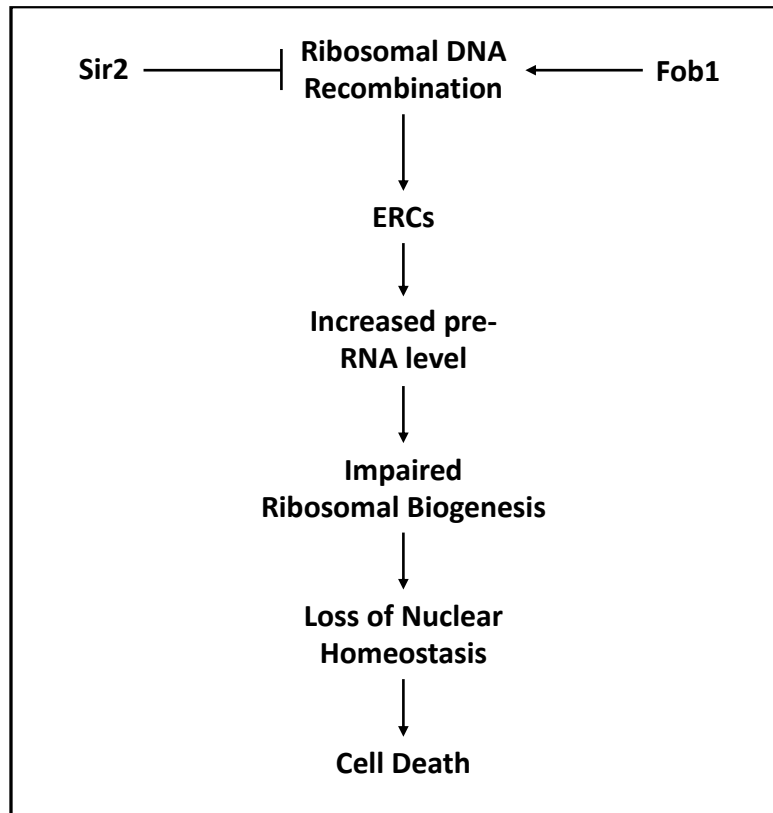 Sir2
Ribosomal DNA
Recombination
Fob1
ERCs
Increased pre-
RNA level
Impaired
Ribosomal Biogenesis
Loss of Nuclear
Homeostasis
Cell Death